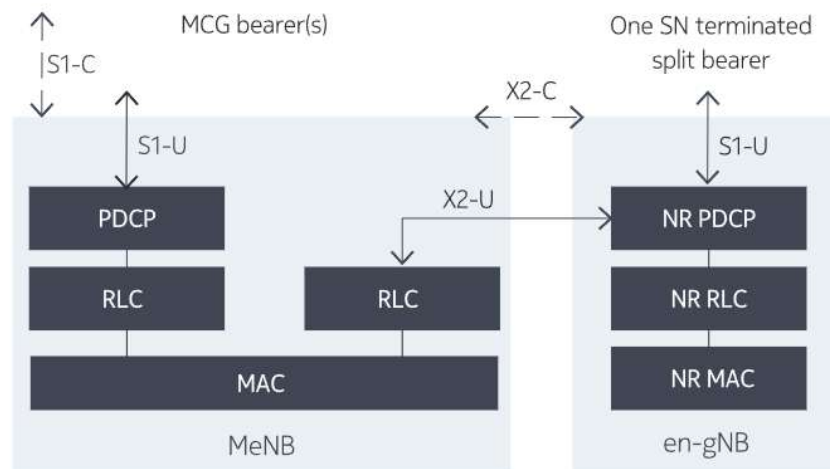 MCG bearer(s)
One SN terminated
split bearer
S1-C
X2-C
S1-U
S1-U
X2-U
PDCP
NR PDCP
RLC
RLC
NR RLC
MAC
NR MAC
MeNB
en-gNB